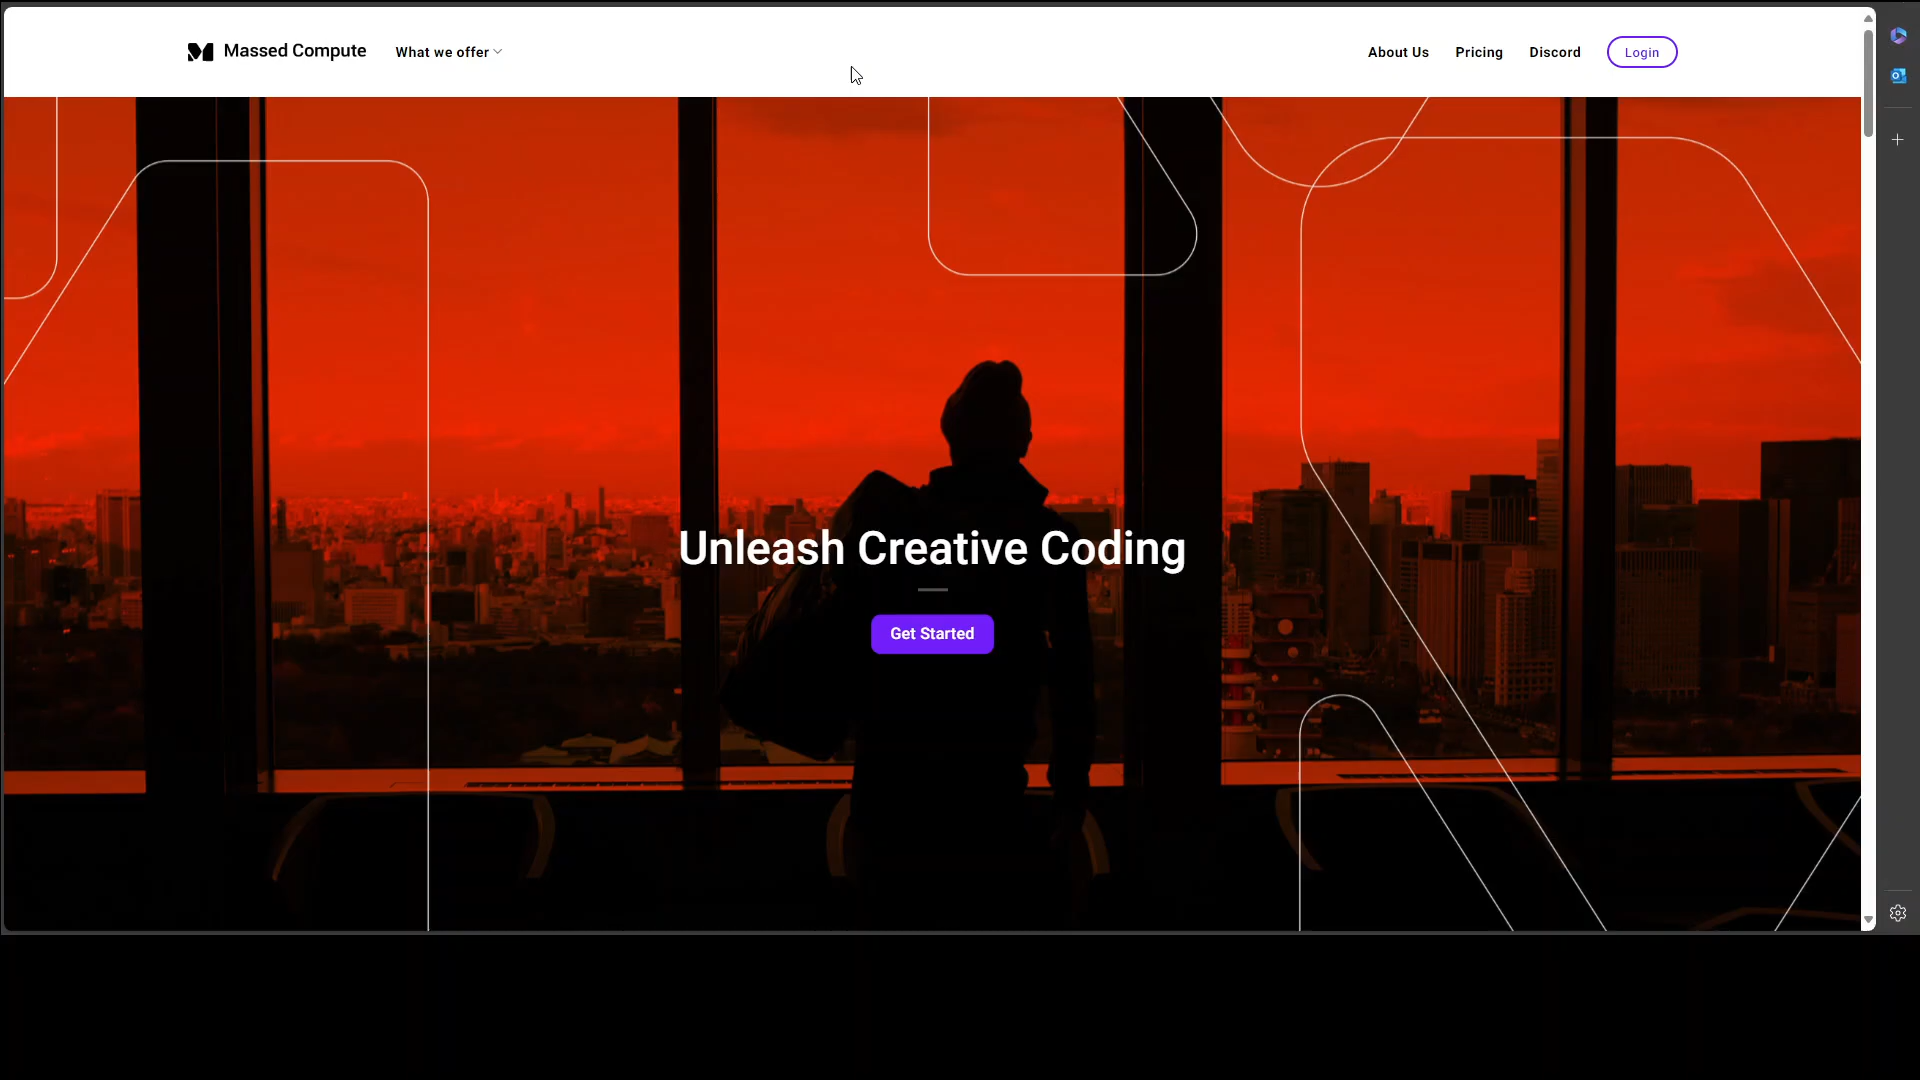 Massed Compute
What we offer
About Us
Pricing
Discord
Login
Unleash Creative Coding
Get Started